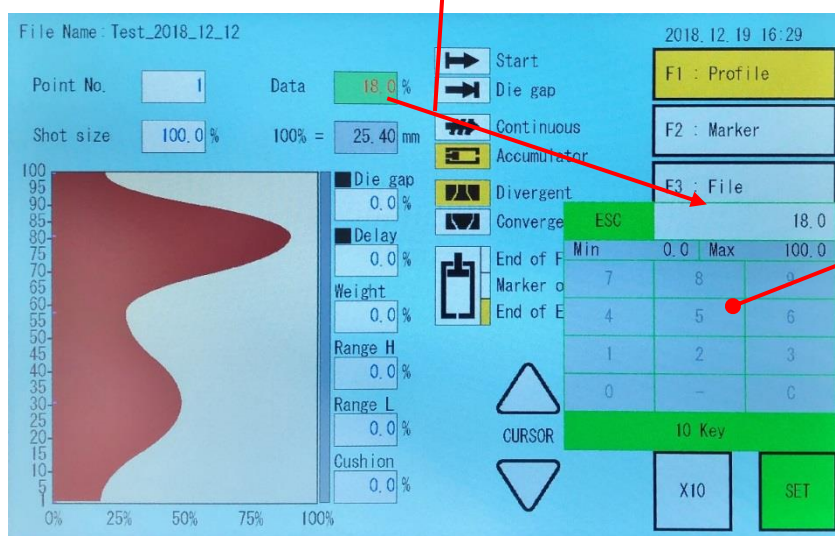 File Name:Test_2018_12_12
2018.12.19 16:29
Point No. 1 Data 18.0 %
Shot size 100.0 % 100% = 25.40 mm
Start
Die gap
Continuous
Accumulator
Divergent
Converge
End of F
Marker o
End of E
F1 : Profile
F2 : Marker
F3 : File
ESC 18.0
Min 0.0 Max 100.0
7 8 9
4 5 6
1 2 3
0 - C
10 Key
X10 SET
CURSOR
Die gap
0.0 %
Delay
0.0 %
Weight
0.0 %
Range H
0.0 %
Range L
0.0 %
Cushion
0.0 %
100
95
90
85
80
75
70
65
60
55
50
45
40
35
30
25
20
15
10
5
1
0% 25% 50% 75% 100%